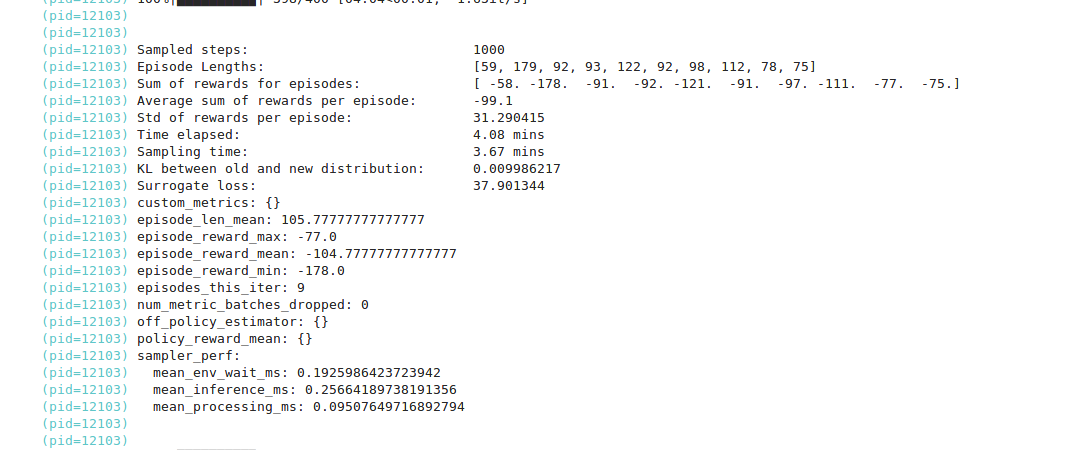 (pid=12103) 100%| | 398/400 [04:04<00:01, 1.63it/s]
(pid=12103)
(pid=12103)
(pid=12103) Sampled steps: 1000
(pid=12103) Episode Lengths: [59, 179, 92, 93, 122, 92, 98, 112, 78, 75]
(pid=12103) Sum of rewards for episodes: [ -58. -178. -91. -92. -121. -91. -97. -111. -77. -75.]
(pid=12103) Average sum of rewards per episode: -99.1
(pid=12103) Std of rewards per episode: 31.290415
(pid=12103) Time elapsed: 4.08 mins
(pid=12103) Sampling time: 3.67 mins
(pid=12103) KL between old and new distribution: 0.009986217
(pid=12103) Surrogate loss: 37.901344
(pid=12103) custom_metrics: {}
(pid=12103) episode_len_mean: 105.77777777777777
(pid=12103) episode_reward_max: -77.0
(pid=12103) episode_reward_mean: -104.77777777777777
(pid=12103) episode_reward_min: -178.0
(pid=12103) episodes_this_iter: 9
(pid=12103) num_metric_batches_dropped: 0
(pid=12103) off_policy_estimator: {}
(pid=12103) policy_reward_mean: {}
(pid=12103) sampler_perf:
(pid=12103) mean_env_wait_ms: 0.1925986423723942
(pid=12103) mean_inference_ms: 0.25664189738191356
(pid=12103) mean_processing_ms: 0.09507649716892794
(pid=12103)
(pid=12103)